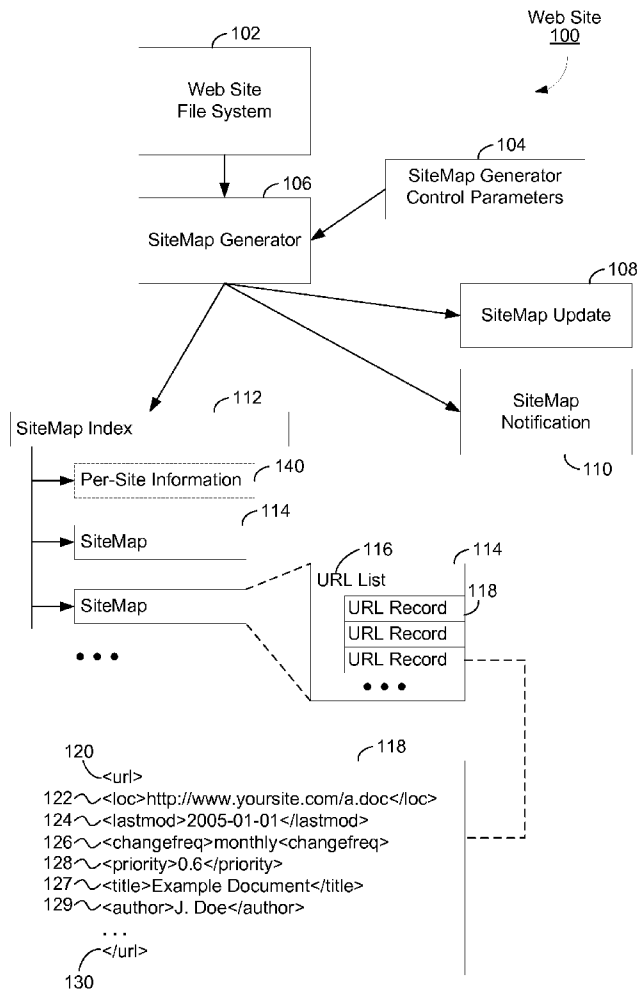 Web Site
100
102
Web Site
File System
104
SiteMap Generator
Control Parameters
106
SiteMap Generator
108
SiteMap Update
SiteMap
Notification
110
112
SiteMap Index
Per-Site Information
140
114
SiteMap
SiteMap
116
114
URL List
118
URL Record
URL Record
URL Record
118
120
<url>
122 <loc>http://www.yoursite.com/a.doc</loc>
124 <lastmod>2005-01-01</lastmod>
126 <changefreq>monthly<changefreq>
128 <priority>0.6</priority>
127 <title>Example Document</title>
129 <author>J. Doe</author>
...
</url>
130